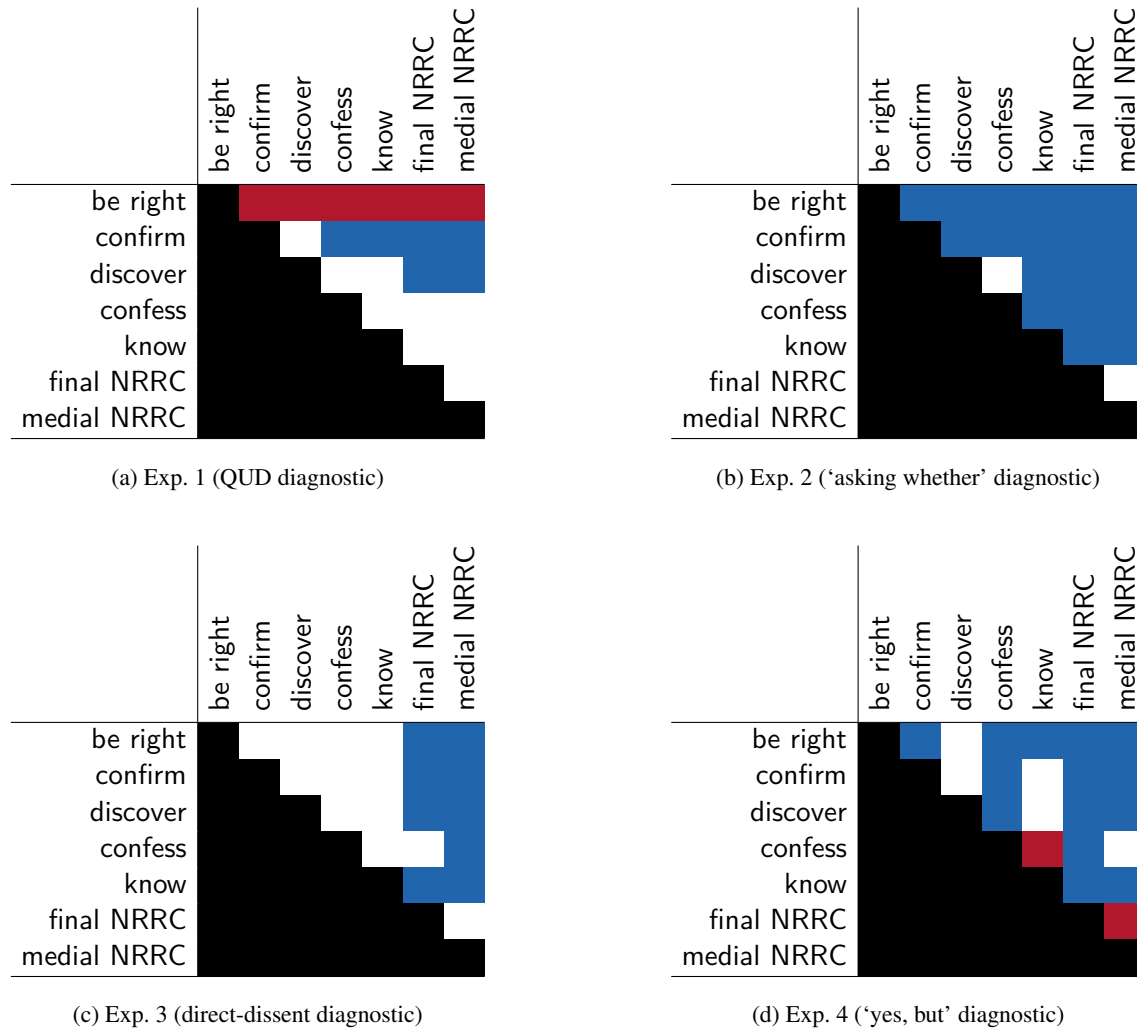 be right
confirm
discover
confess
know
final NRRC
medial NRRC
be right
confirm
discover
confess
know
final NRRC
medial NRRC
(a) Exp. 1 (QUD diagnostic)
be right
confirm
discover
confess
know
final NRRC
medial NRRC
be right
confirm
discover
confess
know
final NRRC
medial NRRC
(b) Exp. 2 (‘asking whether’ diagnostic)
be right
confirm
discover
confess
know
final NRRC
medial NRRC
be right
confirm
discover
confess
know
final NRRC
medial NRRC
(c) Exp. 3 (direct-dissent diagnostic)
be right
confirm
discover
confess
know
final NRRC
medial NRRC
be right
confirm
discover
confess
know
final NRRC
medial NRRC
(d) Exp. 4 (‘yes, but’ diagnostic)